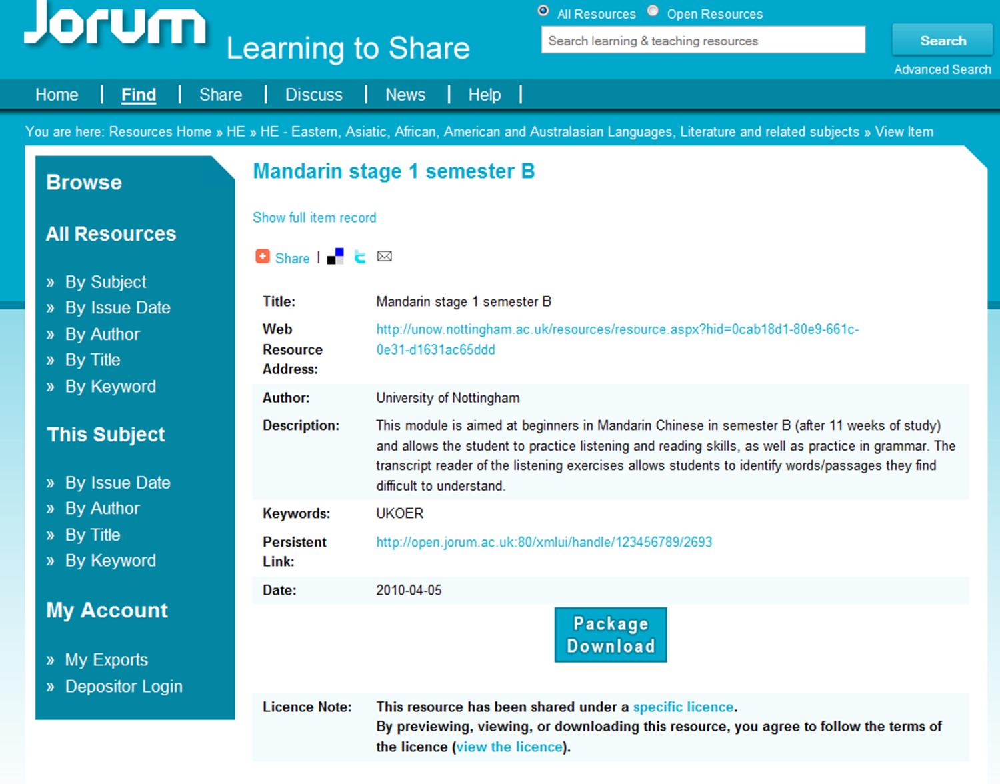 Jorum
Learning to Share
All Resources Open Resources
Search learning & teaching resources
Search
Advanced Search
Home | Find | Share | Discuss | News | Help |
You are here: Resources Home » HE » HE - Eastern, Asiatic, African, American and Australasian Languages, Literature and related subjects » View Item
Browse
All Resources
» By Subject
» By Issue Date
» By Author
» By Title
» By Keyword
This Subject
» By Issue Date
» By Author
» By Title
» By Keyword
My Account
» My Exports
» Depositor Login
Mandarin stage 1 semester B
Show full item record
Share |
Title: Mandarin stage 1 semester B
Web Resource Address: http://unow.nottingham.ac.uk/resources/resource.aspx?hid=0cab18d1-80e9-661c-
0e31-d1631ac65ddd
Author: University of Nottingham
Description: This module is aimed at beginners in Mandarin Chinese in semester B (after 11 weeks of study)
and allows the student to practice listening and reading skills, as well as practice in grammar. The
transcript reader of the listening exercises allows students to identify words/passages they find
difficult to understand.
Keywords: UKOER
Persistent Link: http://open.jorum.ac.uk:80/xmlui/handle/123456789/2693
Date: 2010-04-05
Package
Download
Licence Note: This resource has been shared under a specific licence.
By previewing, viewing, or downloading this resource, you agree to follow the terms of
the licence (view the licence).